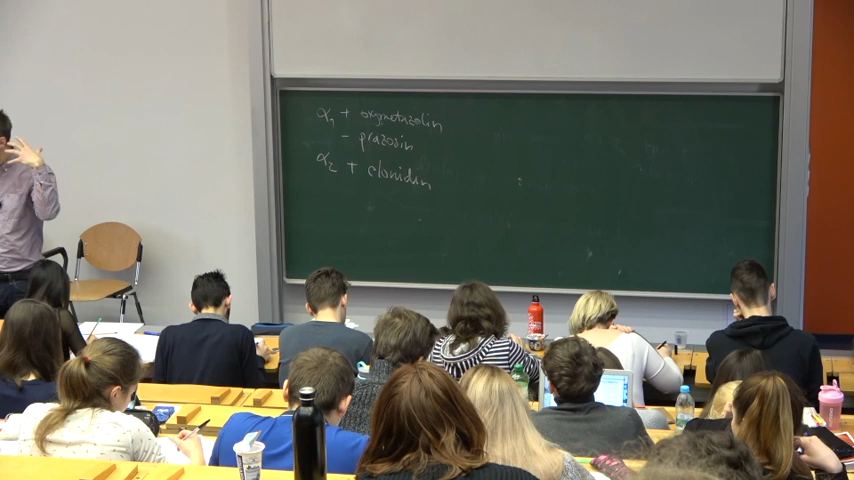 α₁ + oxymetazolin
- prazosin
α₂ + clonidin